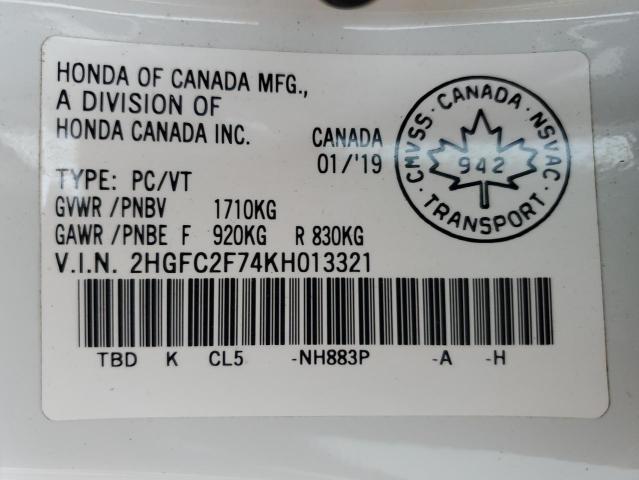 HONDA OF CANADA MFG.,
A DIVISION OF
HONDA CANADA INC.
CANADA
01/'19
CMVSS · CANADA · NSVAC
942
· TRANSPORT ·
TYPE: PC/VT
GVWR /PNBV 1710KG
GAWR /PNBE F 920KG R 830KG
V.I.N. 2HGFC2F74KH013321
TBD K CL5 -NH883P -A -H